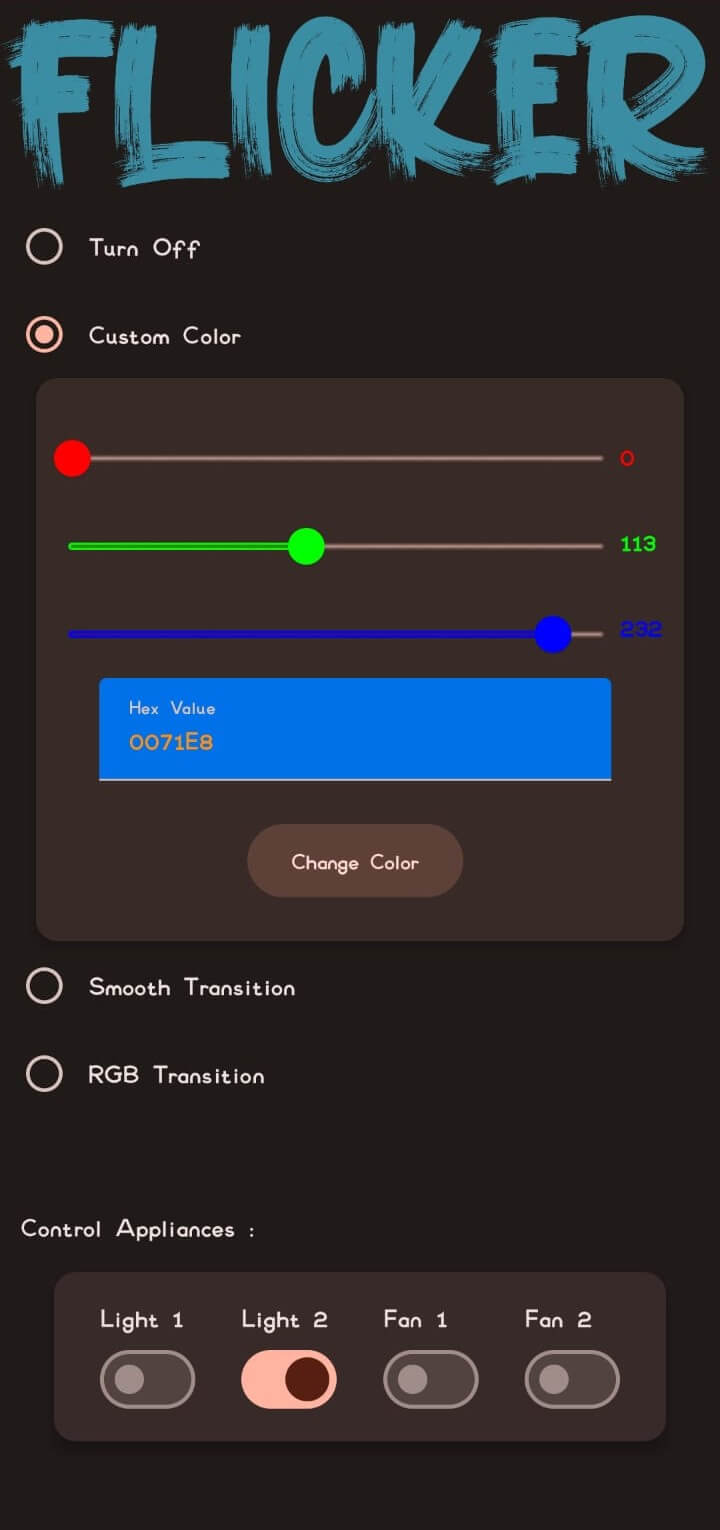 FLICKER
Turn Off
Custom Color
0
113
232
Hex Value
0071E8
Change Color
Smooth Transition
RGB Transition
Control Appliances :
Light 1 Light 2 Fan 1 Fan 2